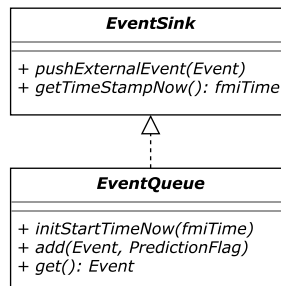 EventSink
+ pushExternalEvent(Event)
+ getTimeStampNow(): fmiTime
EventQueue
+ initStartTimeNow(fmiTime)
+ add(Event, PredictionFlag)
+ get(): Event